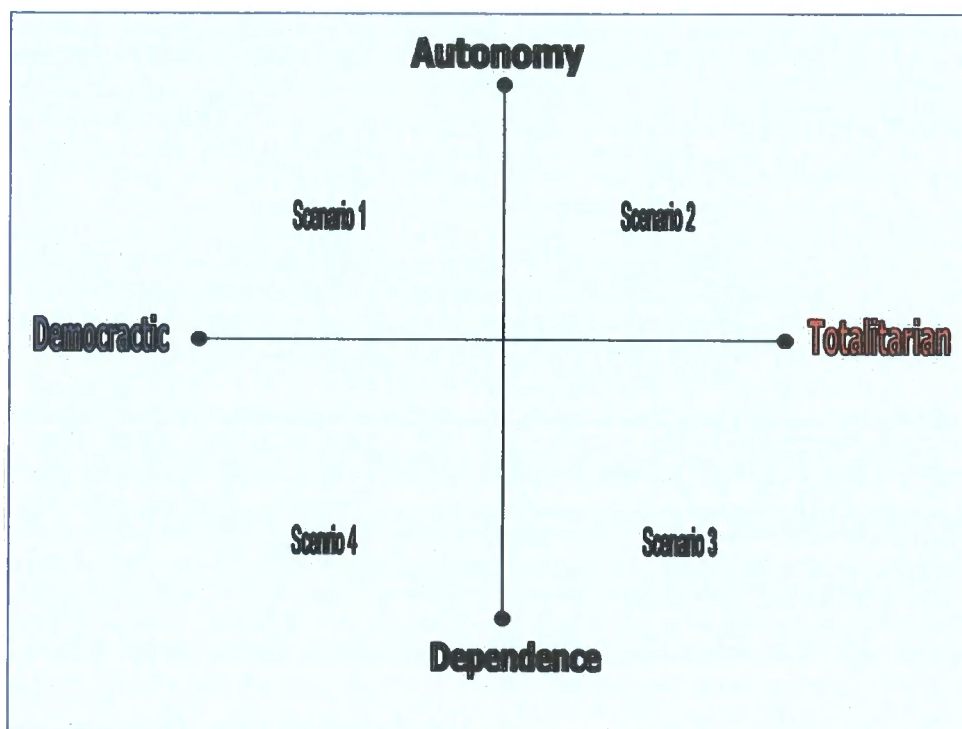 Autonomy
Scenario 1
Scenario 2
Democractic
Totalitarian
Scenrio 4
Scenario 3
Dependence